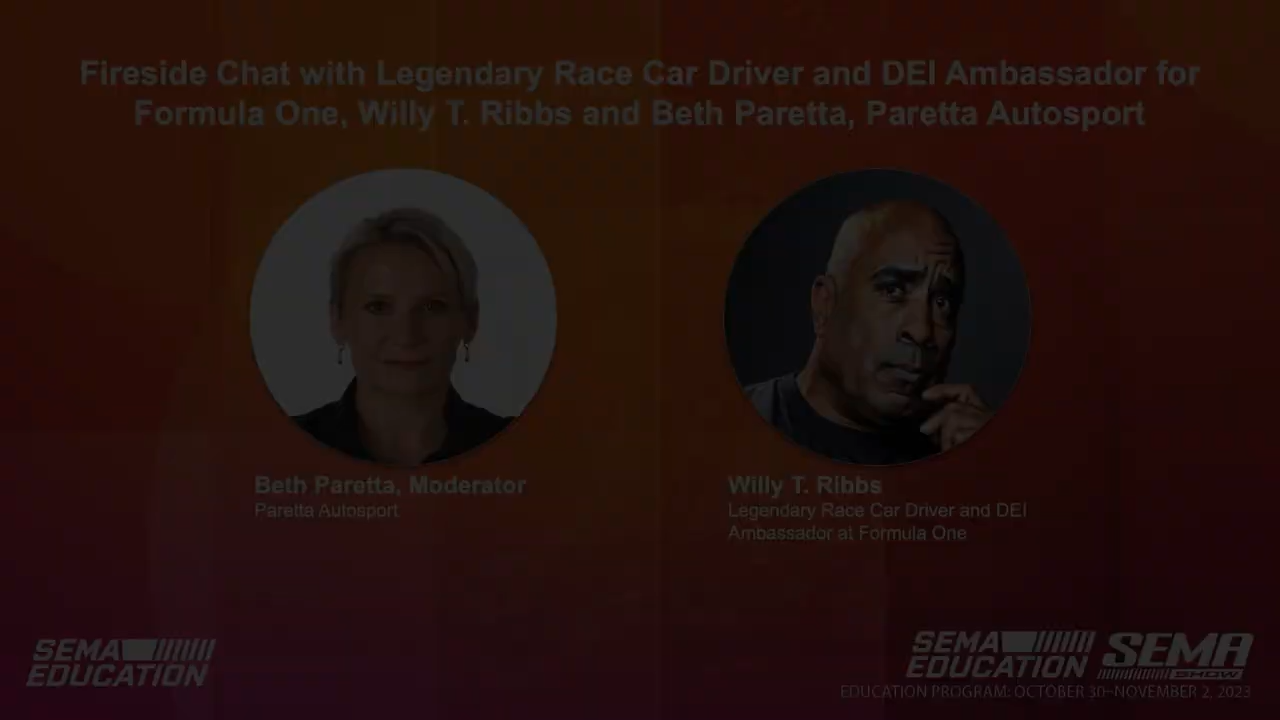 Fireside Chat with Legendary Race Car Driver and DEI Ambassador for
Formula One, Willy T. Ribbs and Beth Paretta, Paretta Autosport
Beth Paretta, Moderator
Paretta Autosport
Willy T. Ribbs
Legendary Race Car Driver and DEI
Ambassador at Formula One
SEMA
EDUCATION
SEMA
EDUCATION
SEMA
SHOW
EDUCATION PROGRAM: OCTOBER 30–NOVEMBER 2, 2023